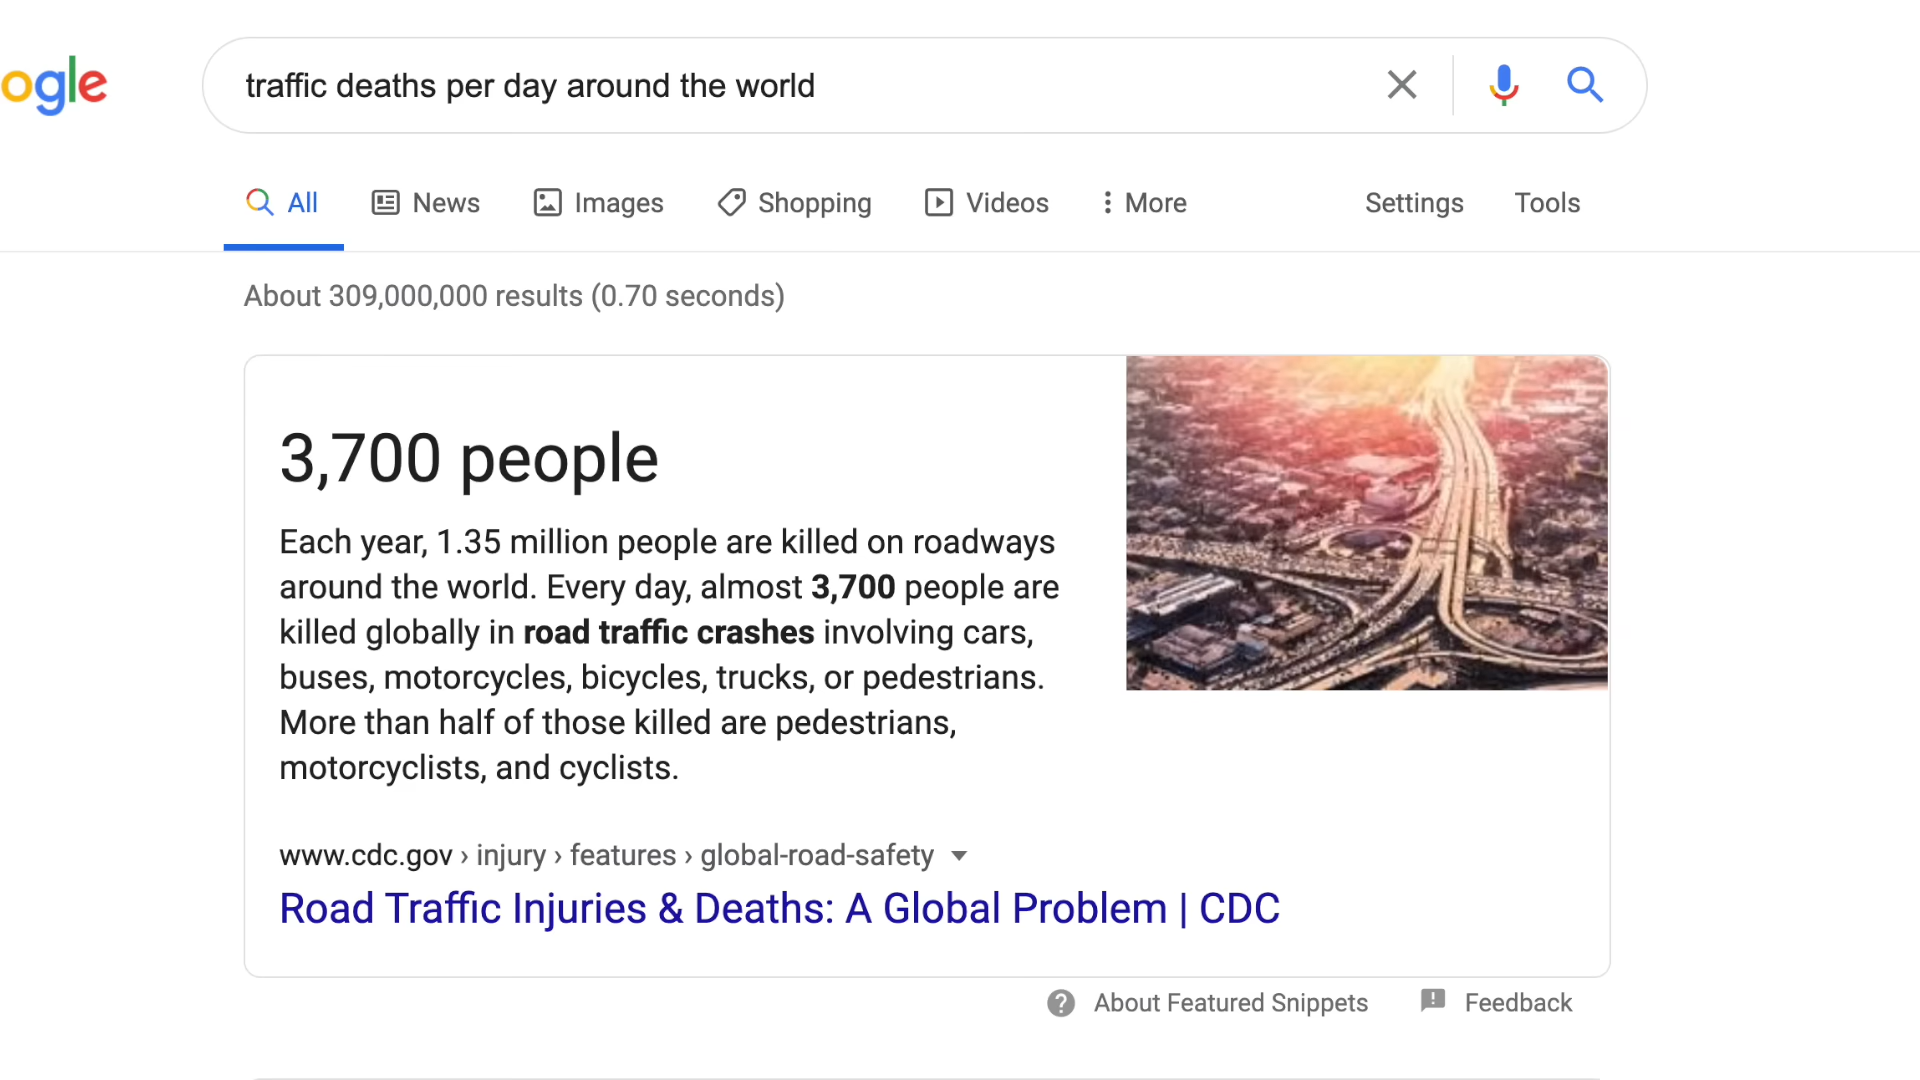 ogle
traffic deaths per day around the world
All News Images Shopping Videos More Settings Tools
About 309,000,000 results (0.70 seconds)
3,700 people
Each year, 1.35 million people are killed on roadways
around the world. Every day, almost 3,700 people are
killed globally in road traffic crashes involving cars,
buses, motorcycles, bicycles, trucks, or pedestrians.
More than half of those killed are pedestrians,
motorcyclists, and cyclists.
www.cdc.gov › injury › features › global-road-safety
Road Traffic Injuries & Deaths: A Global Problem | CDC
About Featured Snippets Feedback